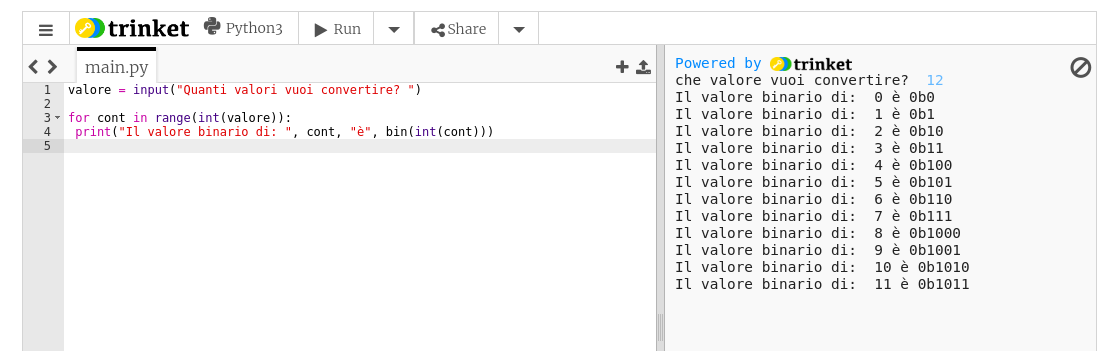 trinket Python3 Run Share
main.py
1 valore = input("Quanti valori vuoi convertire? ")
2
3 for cont in range(int(valore)):
4 print("Il valore binario di: ", cont, "è", bin(int(cont)))
5
Powered by trinket
che valore vuoi convertire? 12
Il valore binario di:  0 è 0b0
Il valore binario di:  1 è 0b1
Il valore binario di:  2 è 0b10
Il valore binario di:  3 è 0b11
Il valore binario di:  4 è 0b100
Il valore binario di:  5 è 0b101
Il valore binario di:  6 è 0b110
Il valore binario di:  7 è 0b111
Il valore binario di:  8 è 0b1000
Il valore binario di:  9 è 0b1001
Il valore binario di:  10 è 0b1010
Il valore binario di:  11 è 0b1011